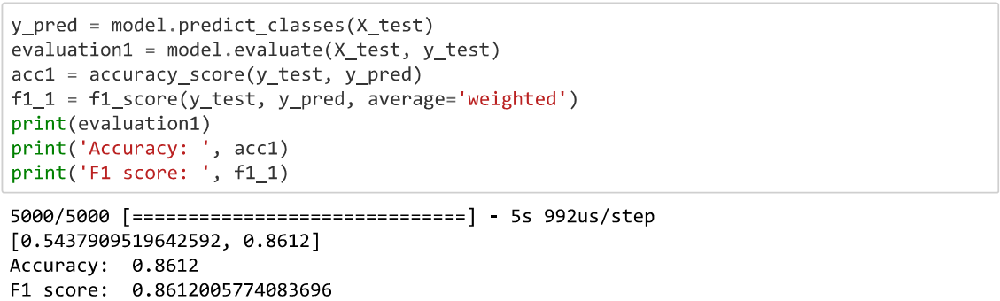 y_pred = model.predict_classes(X_test)
evaluation1 = model.evaluate(X_test, y_test)
acc1 = accuracy_score(y_test, y_pred)
f1_1 = f1_score(y_test, y_pred, average='weighted')
print(evaluation1)
print('Accuracy: ', acc1)
print('F1 score: ', f1_1)
5000/5000 [==============================] - 5s 992us/step
[0.5437909519642592, 0.8612]
Accuracy:  0.8612
F1 score:  0.8612005774083696